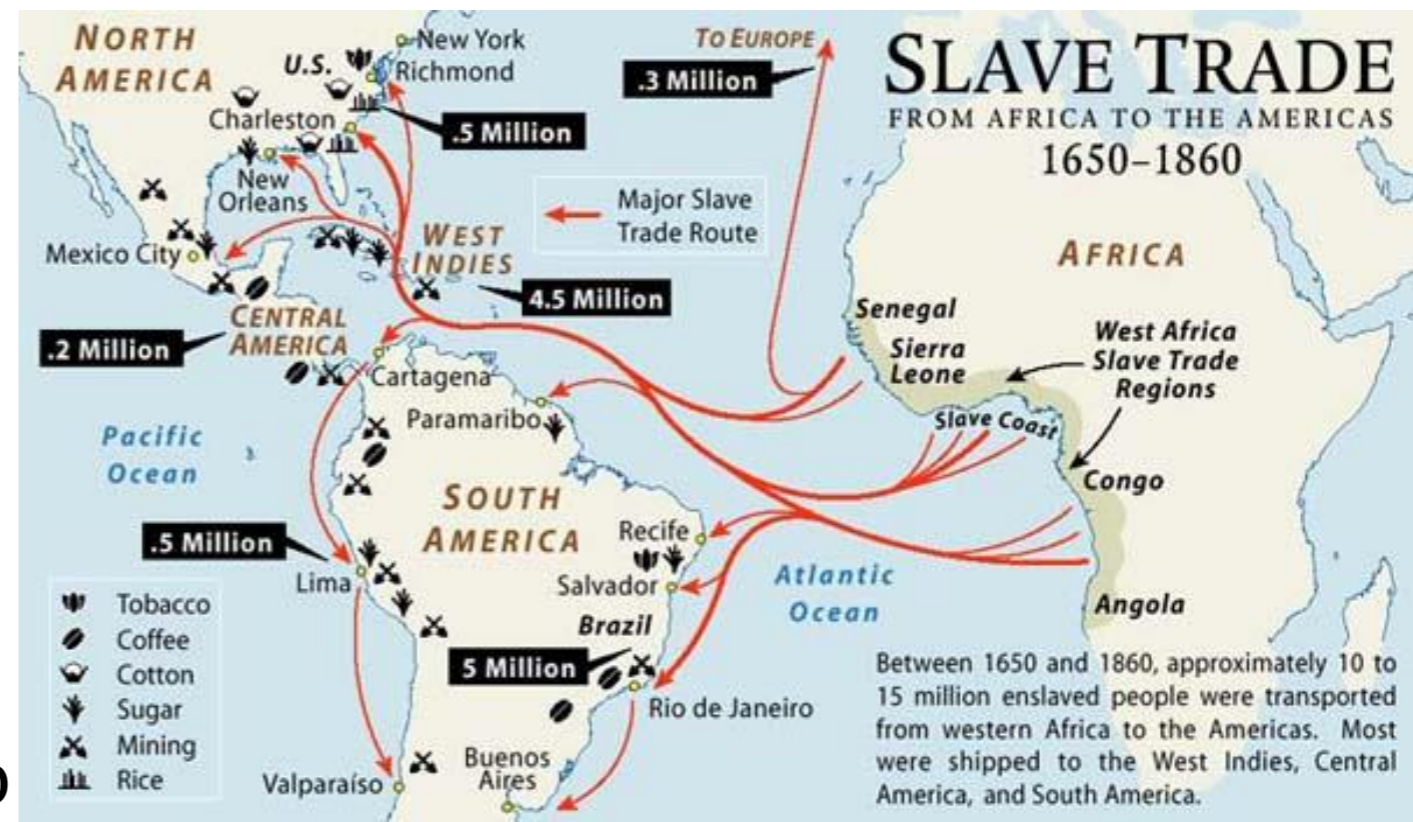 SLAVE TRADE
FROM AFRICA TO THE AMERICAS
1650–1860
NORTH
AMERICA
U.S.
New York
Richmond
TO EUROPE
.3 Million
.5 Million
Charleston
New
Orleans
Major Slave
Trade Route
Mexico City
WEST
INDIES
4.5 Million
AFRICA
CENTRAL
AMERICA
.2 Million
Senegal
Sierra
Leone
West Africa
Slave Trade
Regions
Cartagena
Paramaribo
Slave Coast
Pacific
Ocean
Congo
SOUTH
AMERICA
Recife
.5 Million
Lima
Salvador
Atlantic
Ocean
Angola
Brazil
5 Million
Rio de Janeiro
Buenos
Aires
Valparaíso
Tobacco
Coffee
Cotton
Sugar
Mining
Rice
Between 1650 and 1860, approximately 10 to
15 million enslaved people were transported
from western Africa to the Americas. Most
were shipped to the West Indies, Central
America, and South America.